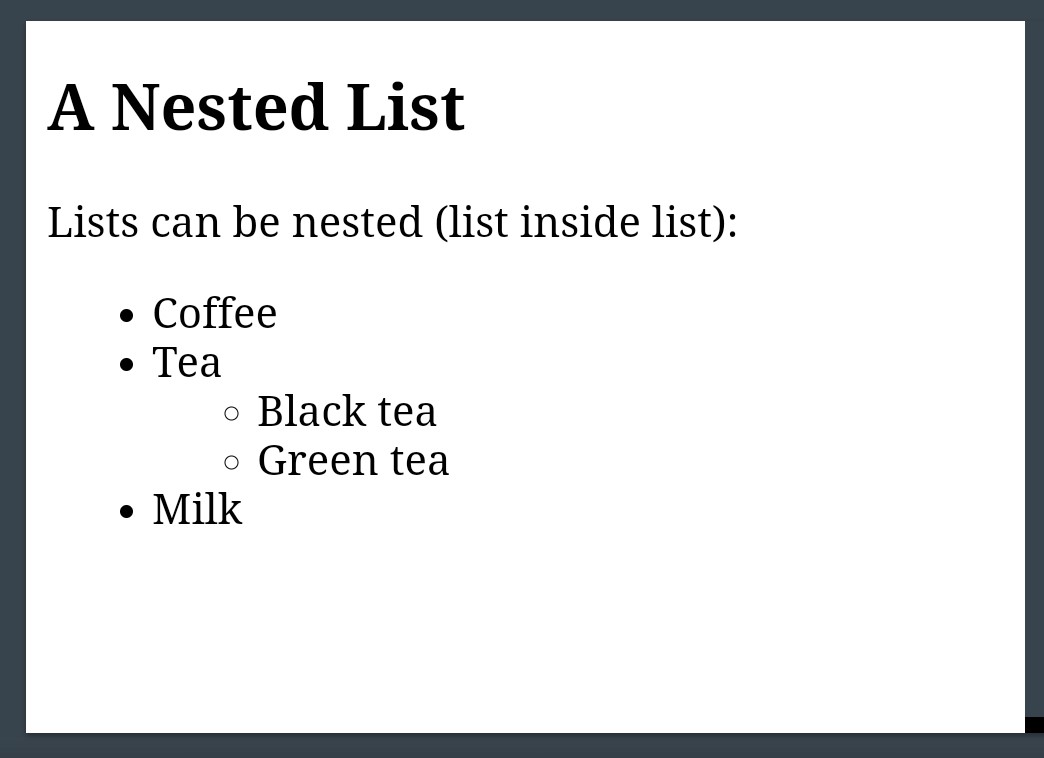 A Nested List
Lists can be nested (list inside list):
• Coffee
• Tea
◦ Black tea
◦ Green tea
• Milk